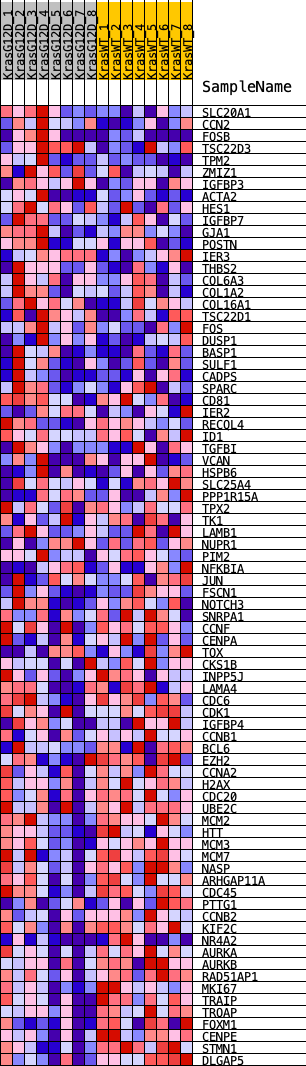 KrasG12D_1
KrasG12D_2
KrasG12D_3
KrasG12D_4
KrasG12D_5
KrasG12D_6
KrasG12D_7
KrasG12D_8
KrasWT_1
KrasWT_2
KrasWT_3
KrasWT_4
KrasWT_5
KrasWT_6
KrasWT_7
KrasWT_8
SampleName
SLC20A1
CCN2
FOSB
TSC22D3
TPM2
ZMIZ1
IGFBP3
ACTA2
HES1
IGFBP7
GJA1
POSTN
IER3
THBS2
COL6A3
COL1A2
COL16A1
TSC22D1
FOS
DUSP1
BASP1
SULF1
CADPS
SPARC
CD81
IER2
RECQL4
ID1
TGFBI
VCAN
HSPB6
SLC25A4
PPP1R15A
TPX2
TK1
LAMB1
NUPR1
PIM2
NFKBIA
JUN
FSCN1
NOTCH3
SNRPA1
CCNF
CENPA
TOX
CKS1B
INPP5J
LAMA4
CDC6
CDK1
IGFBP4
CCNB1
BCL6
EZH2
CCNA2
H2AX
CDC20
UBE2C
MCM2
HTT
MCM3
MCM7
NASP
ARHGAP11A
CDC45
PTTG1
CCNB2
KIF2C
NR4A2
AURKA
AURKB
RAD51AP1
MKI67
TRAIP
TROAP
FOXM1
CENPE
STMN1
DLGAP5